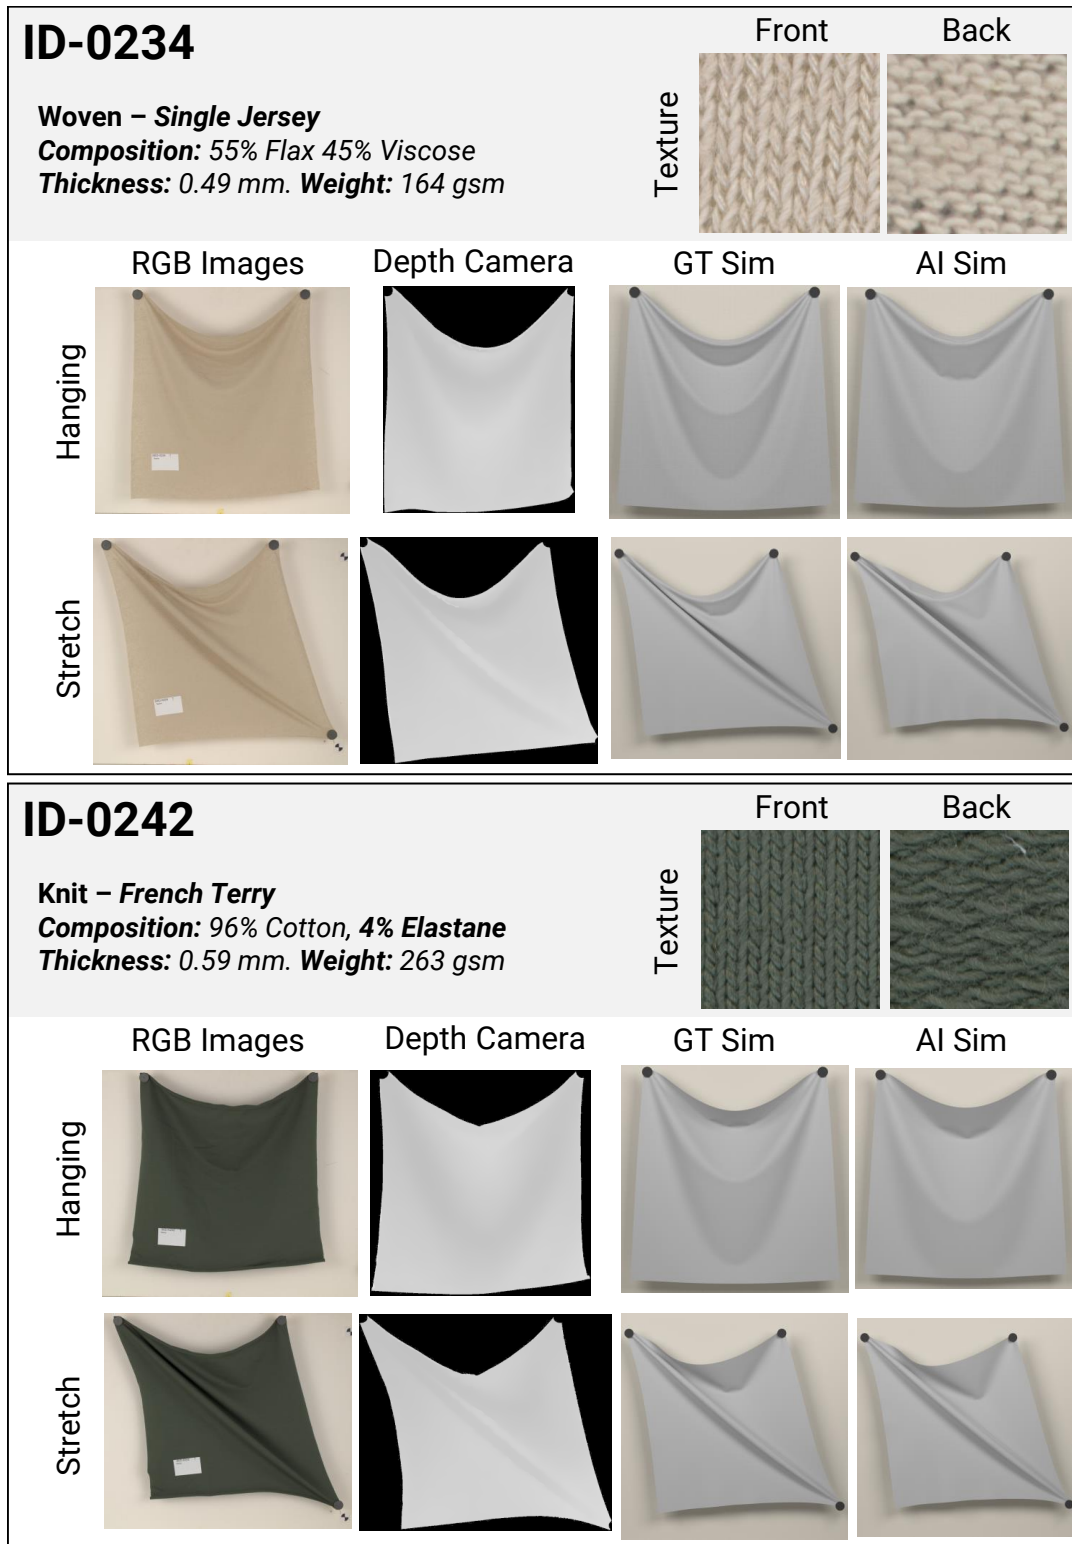 ID-0234
Woven – Single Jersey
Composition: 55% Flax 45% Viscose
Thickness: 0.49 mm. Weight: 164 gsm
Texture
Front
Back
RGB Images
Depth Camera
GT Sim
AI Sim
Hanging
Stretch
ID-0242
Knit – French Terry
Composition: 96% Cotton, 4% Elastane
Thickness: 0.59 mm. Weight: 263 gsm
Texture
Front
Back
RGB Images
Depth Camera
GT Sim
AI Sim
Hanging
Stretch